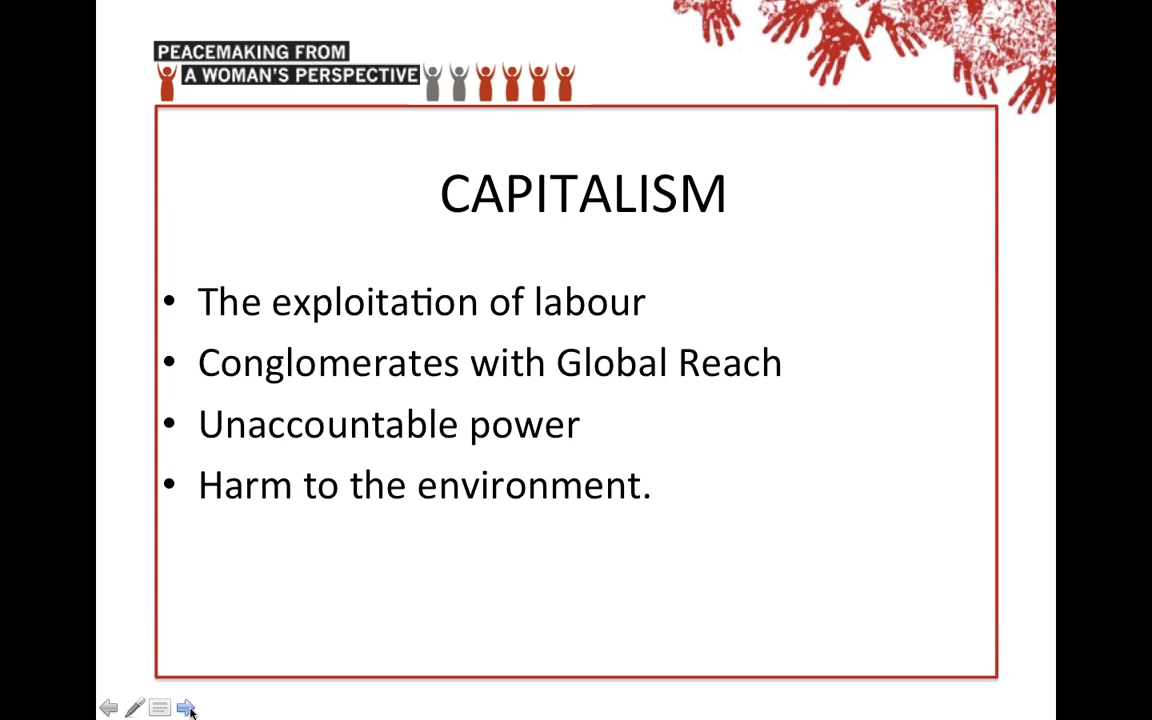 PEACEMAKING FROM
A WOMAN'S PERSPECTIVE
CAPITALISM
• The exploitation of labour
• Conglomerates with Global Reach
• Unaccountable power
• Harm to the environment.